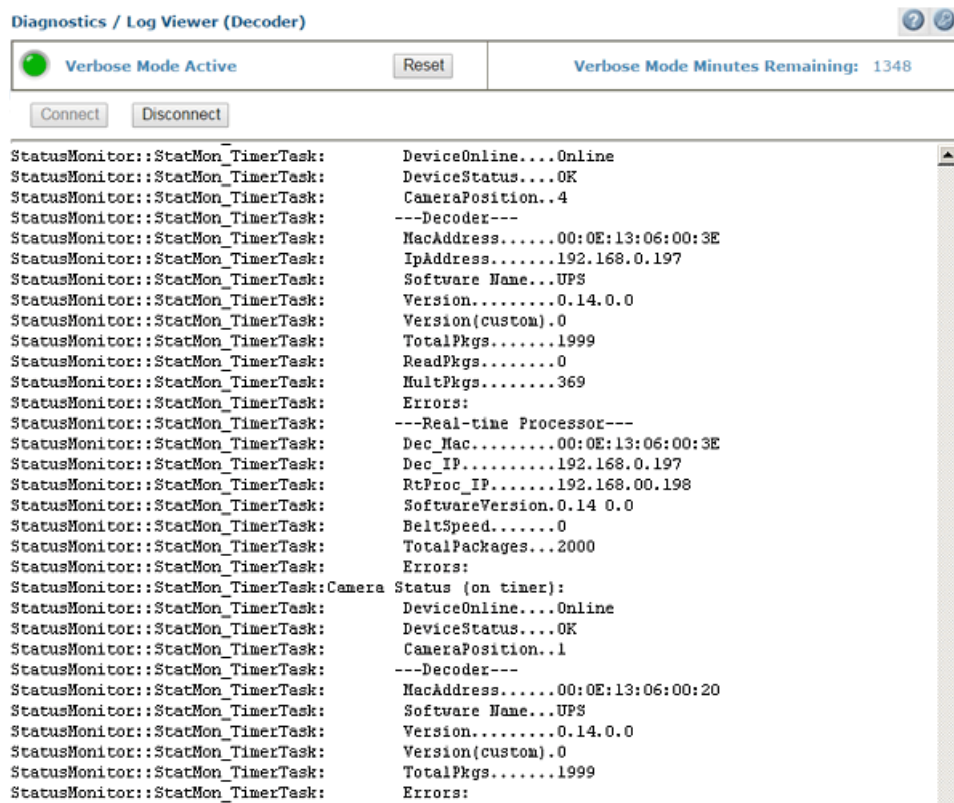 Diagnostics / Log Viewer (Decoder)
Verbose Mode Active Reset Verbose Mode Minutes Remaining: 1348
Connect Disconnect
StatusMonitor::StatMon_TimerTask: DeviceOnline....Online
StatusMonitor::StatMon_TimerTask: DeviceStatus....OK
StatusMonitor::StatMon_TimerTask: CameraPosition..4
StatusMonitor::StatMon_TimerTask: ---Decoder---
StatusMonitor::StatMon_TimerTask: MacAddress......00:0E:13:06:00:3E
StatusMonitor::StatMon_TimerTask: IpAddress.......192.168.0.197
StatusMonitor::StatMon_TimerTask: Software Name...UPS
StatusMonitor::StatMon_TimerTask: Version.........0.14.0.0
StatusMonitor::StatMon_TimerTask: Version(custom).0
StatusMonitor::StatMon_TimerTask: TotalPkgs.......1999
StatusMonitor::StatMon_TimerTask: ReadPkgs........0
StatusMonitor::StatMon_TimerTask: MultPkgs........369
StatusMonitor::StatMon_TimerTask: Errors:
StatusMonitor::StatMon_TimerTask: ---Real-time Processor---
StatusMonitor::StatMon_TimerTask: Dec_Mac.........00:0E:13:06:00:3E
StatusMonitor::StatMon_TimerTask: Dec_IP..........192.168.0.197
StatusMonitor::StatMon_TimerTask: RtProc_IP.......192.168.00.198
StatusMonitor::StatMon_TimerTask: SoftwareVersion.0.14 0.0
StatusMonitor::StatMon_TimerTask: BeltSpeed.......0
StatusMonitor::StatMon_TimerTask: TotalPackages...2000
StatusMonitor::StatMon_TimerTask: Errors:
StatusMonitor::StatMon_TimerTask:Camera Status (on timer):
StatusMonitor::StatMon_TimerTask: DeviceOnline....Online
StatusMonitor::StatMon_TimerTask: DeviceStatus....OK
StatusMonitor::StatMon_TimerTask: CameraPosition..1
StatusMonitor::StatMon_TimerTask: ---Decoder---
StatusMonitor::StatMon_TimerTask: MacAddress......00:0E:13:06:00:20
StatusMonitor::StatMon_TimerTask: Software Name...UPS
StatusMonitor::StatMon_TimerTask: Version.........0.14.0.0
StatusMonitor::StatMon_TimerTask: Version(custom).0
StatusMonitor::StatMon_TimerTask: TotalPkgs.......1999
StatusMonitor::StatMon_TimerTask: Errors: